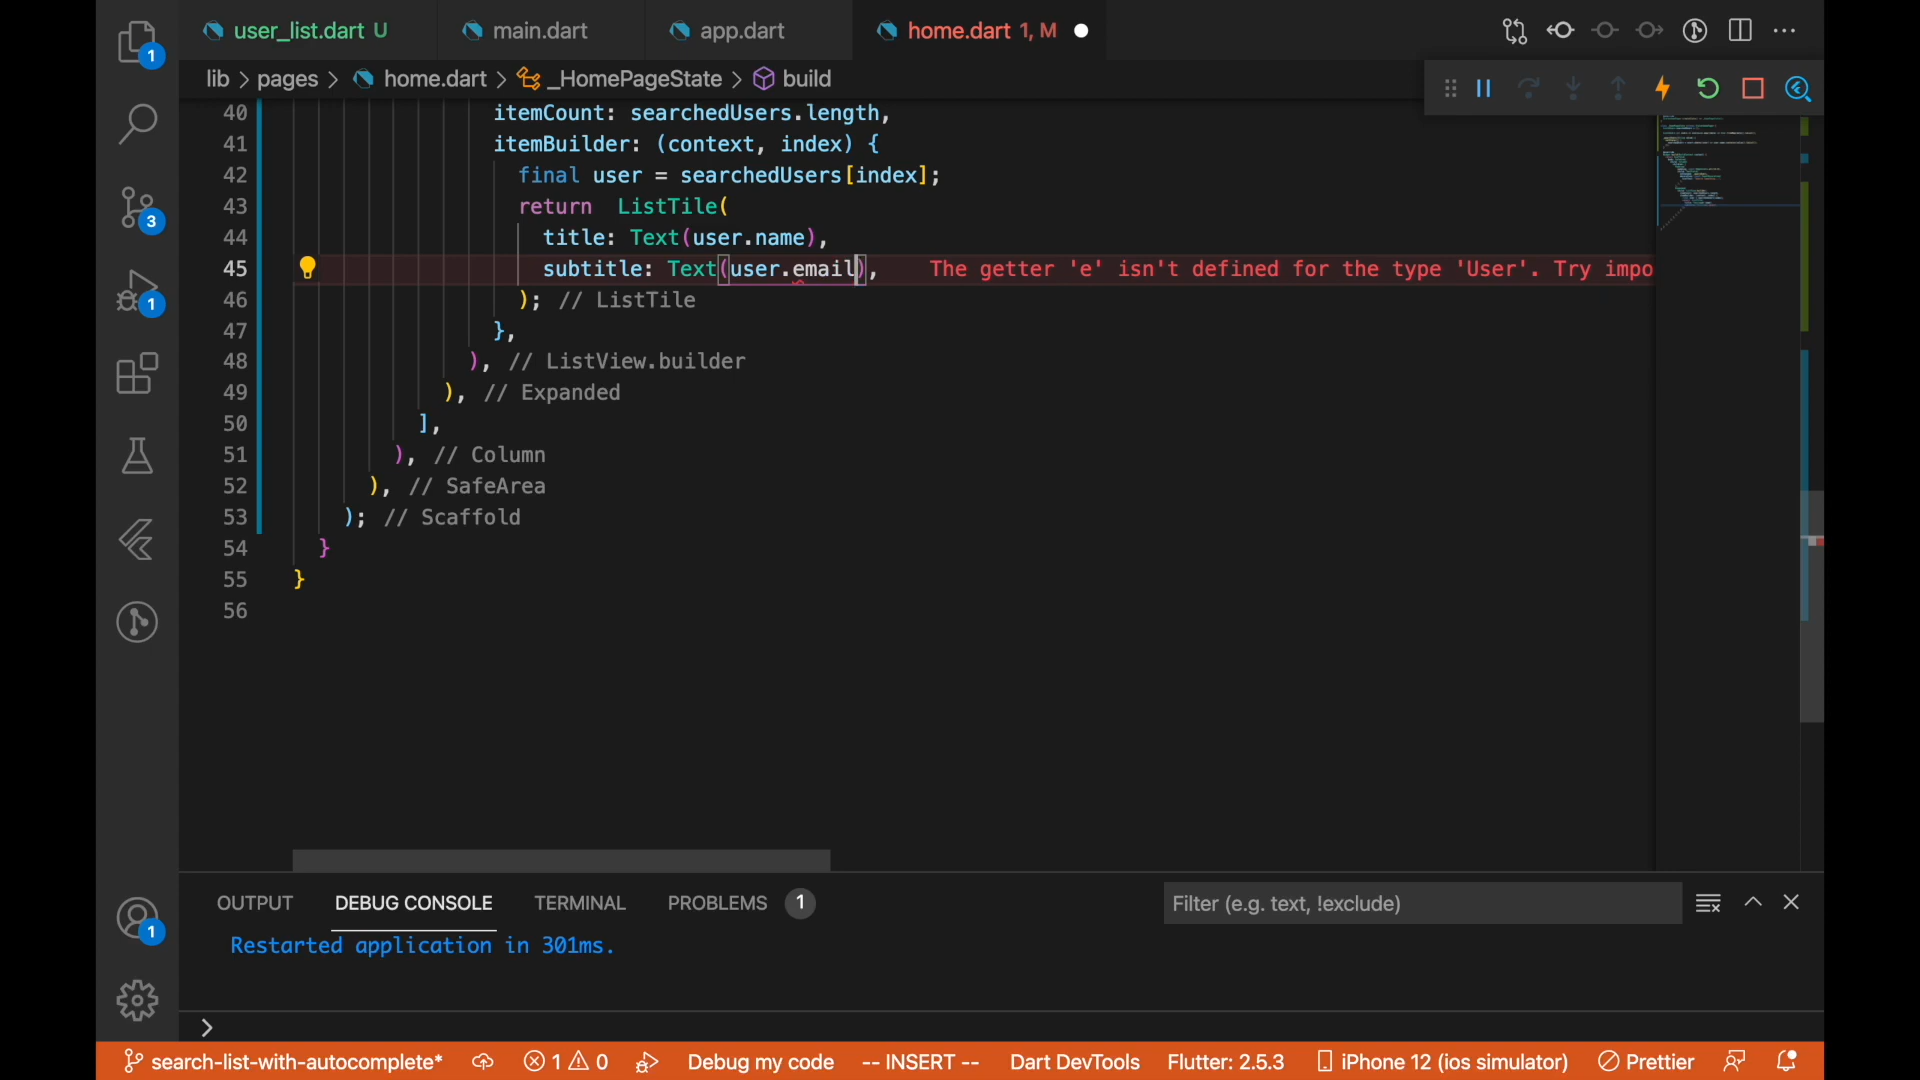 user_list.dart U
main.dart
app.dart
home.dart 1, M
lib > pages > home.dart > _HomePageState > build
40 itemCount: searchedUsers.length,
41 itemBuilder: (context, index) {
42 final user = searchedUsers[index];
43 return ListTile(
44 title: Text(user.name),
45 subtitle: Text(user.email), The getter 'e' isn't defined for the type 'User'. Try impo
46 ); // ListTile
47 },
48 ), // ListView.builder
49 ), // Expanded
50 ],
51 ), // Column
52 ), // SafeArea
53 ); // Scaffold
54 }
55 }
56
1
3
1
1
OUTPUT DEBUG CONSOLE TERMINAL PROBLEMS 1
Filter (e.g. text, !exclude)
Restarted application in 301ms.
>
search-list-with-autocomplete* 1 0 Debug my code -- INSERT -- Dart DevTools Flutter: 2.5.3 iPhone 12 (ios simulator) Prettier